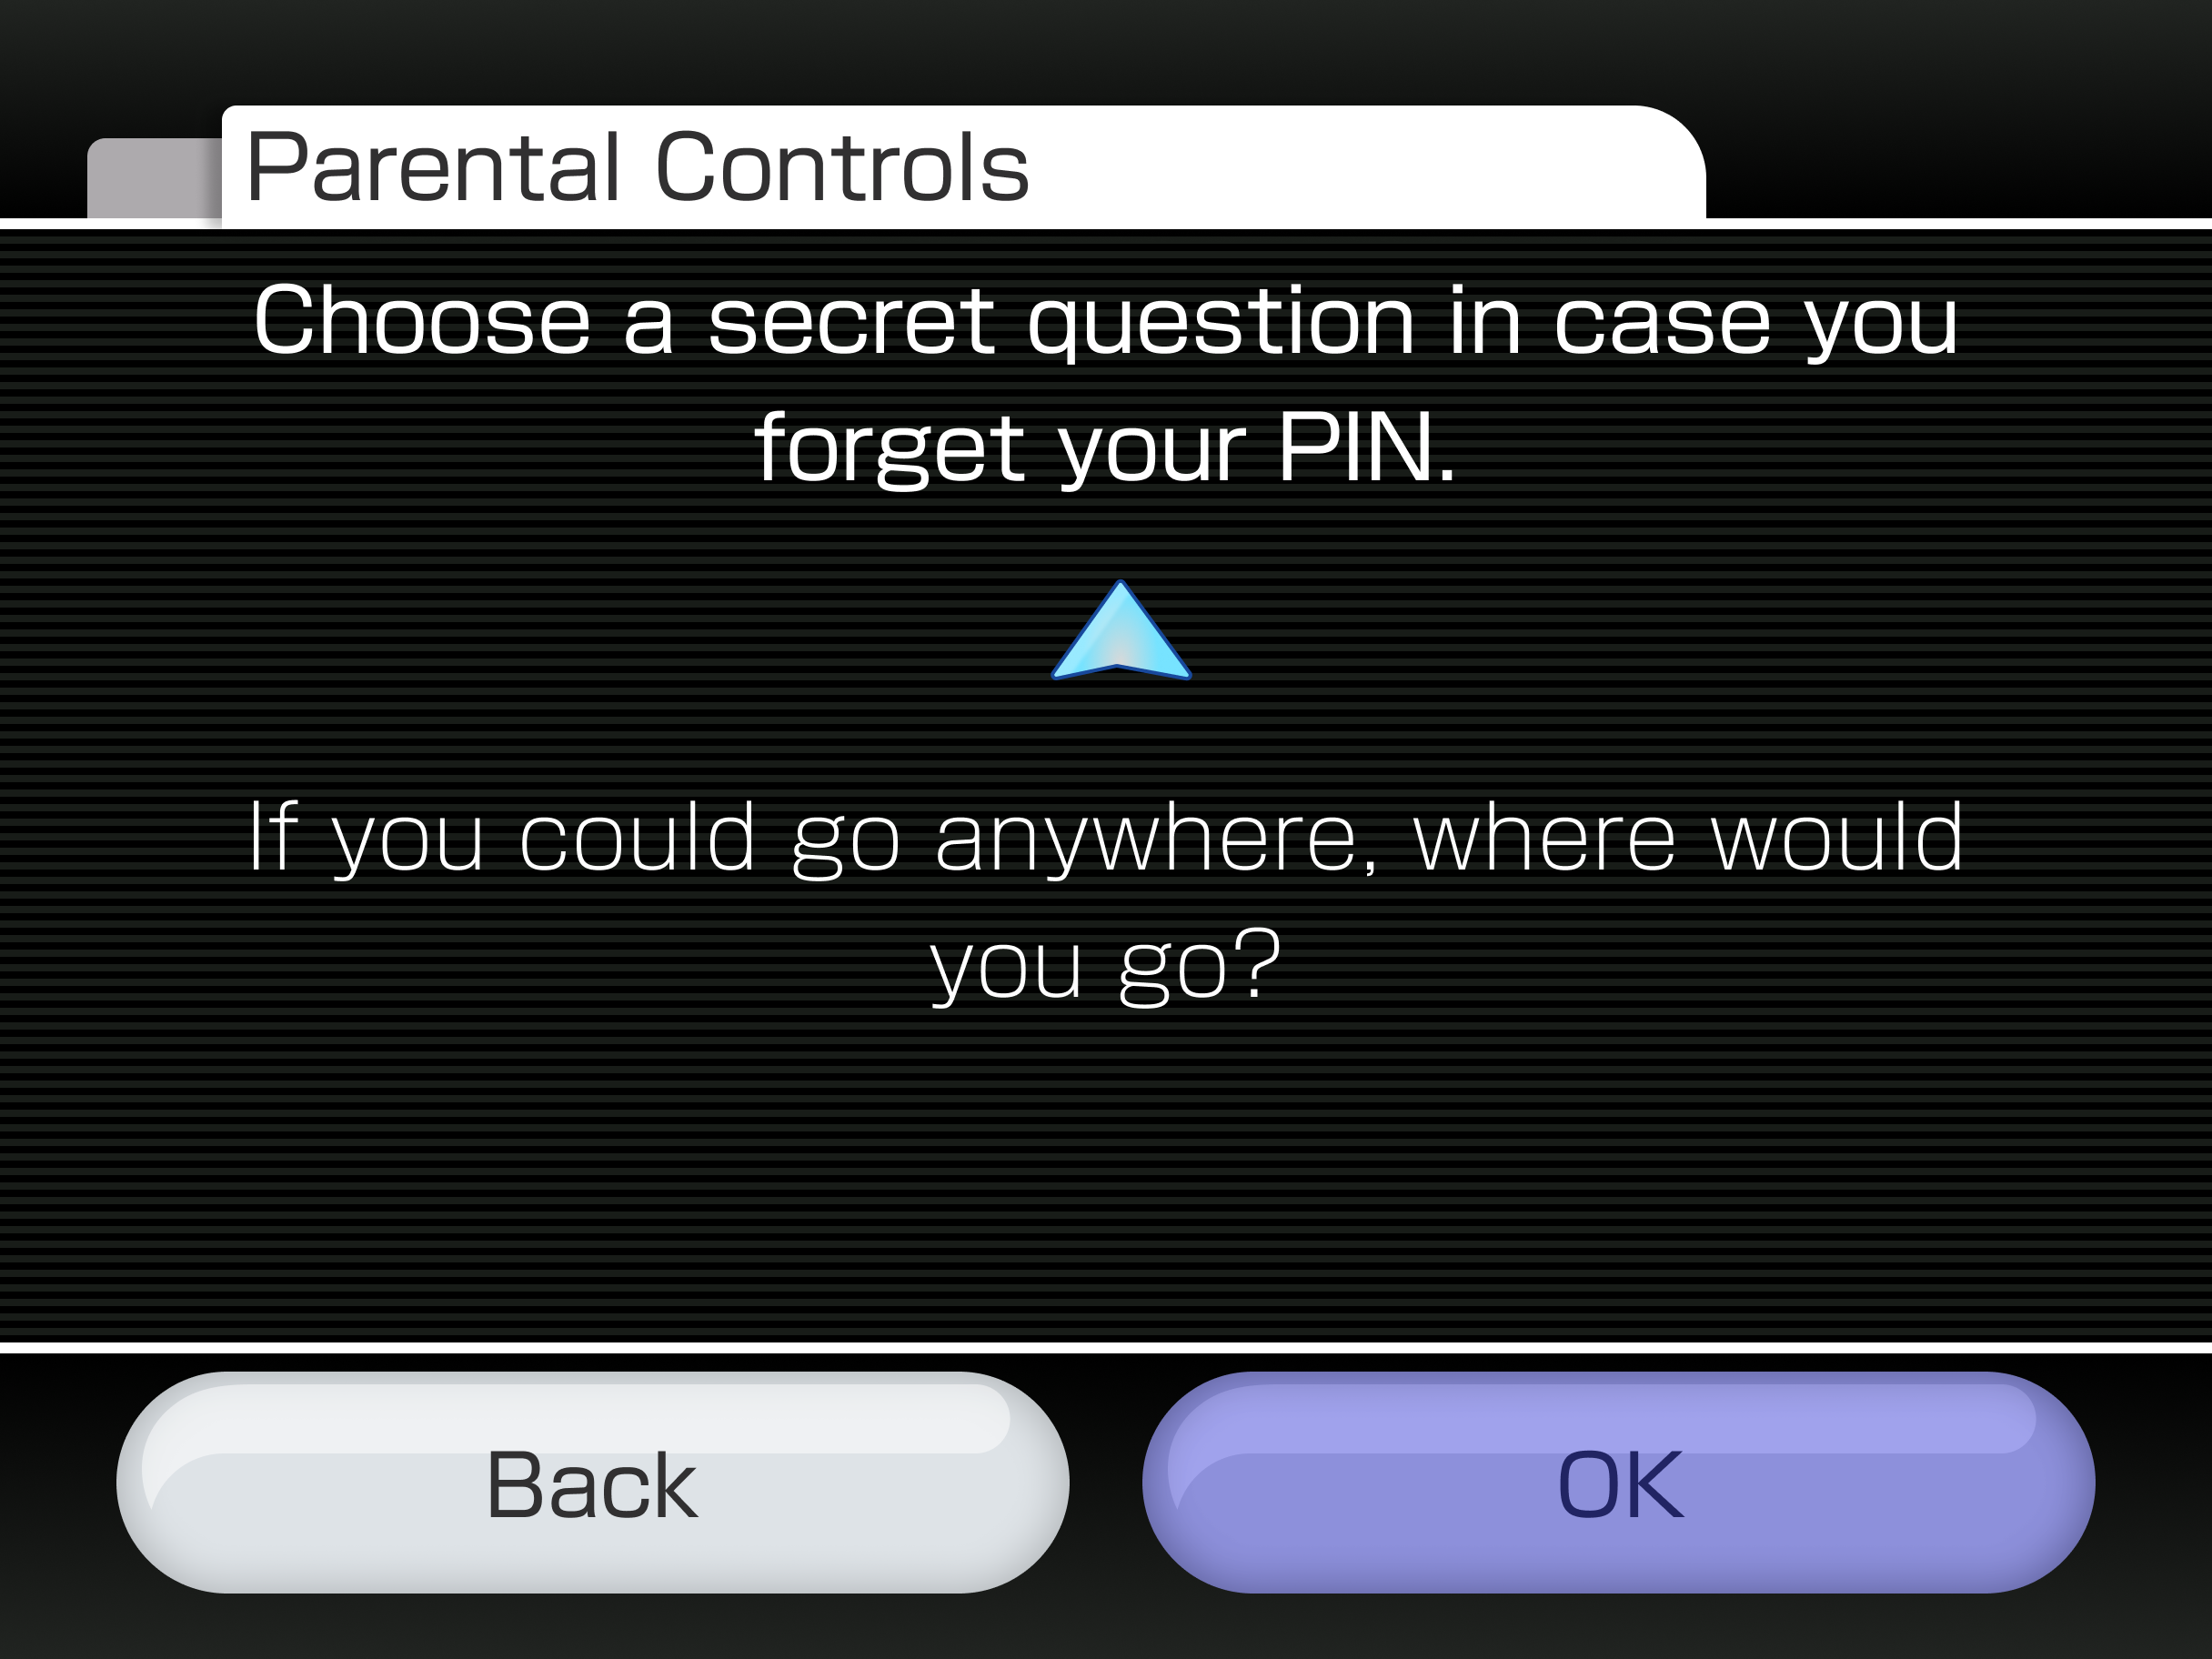 Parental Controls
Choose a secret question in case you
forget your PIN.
If you could go anywhere, where would
you go?
Back
OK